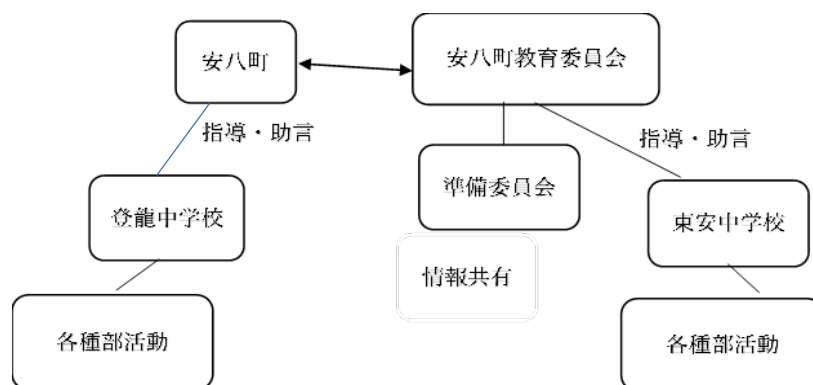 安八町
安八町教育委員会
指導・助言
指導・助言
準備委員会
登龍中学校
東安中学校
情報共有
各種部活動
各種部活動